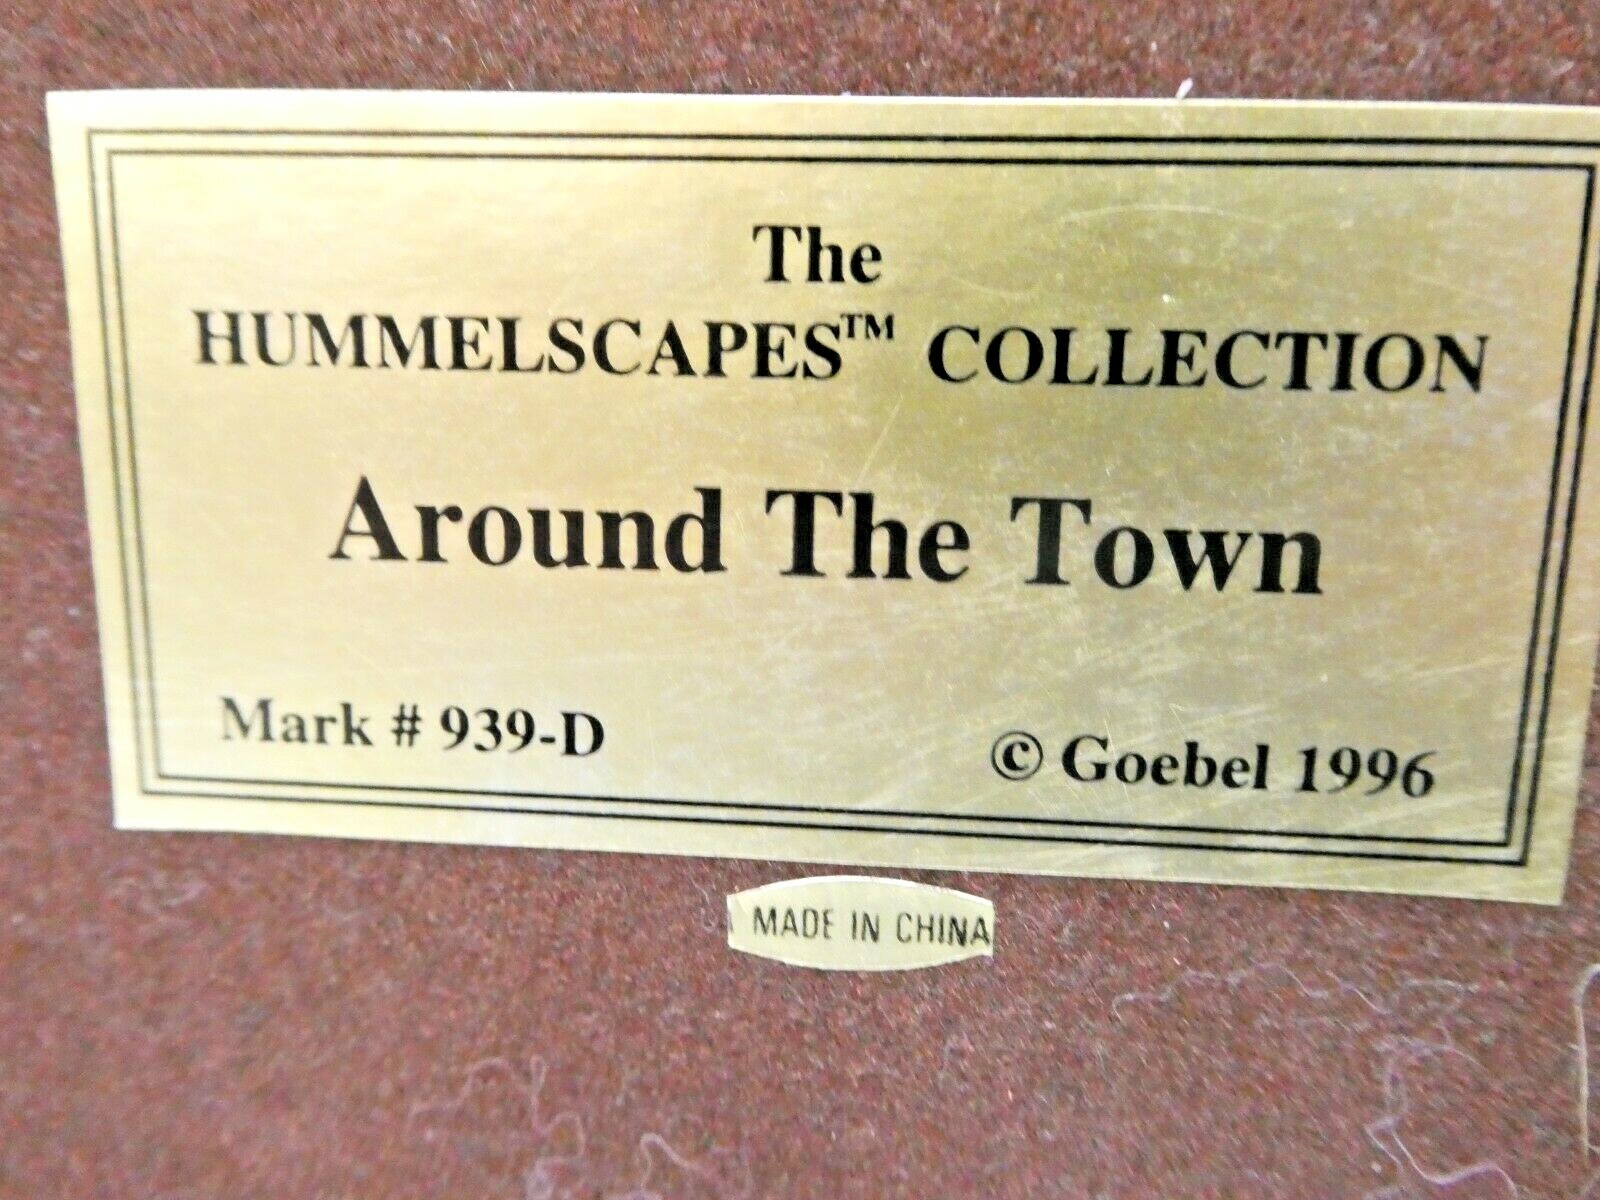 The
HUMMELSCAPES™ COLLECTION
Around The Town
Mark # 939-D
© Goebel 1996
MADE IN CHINA